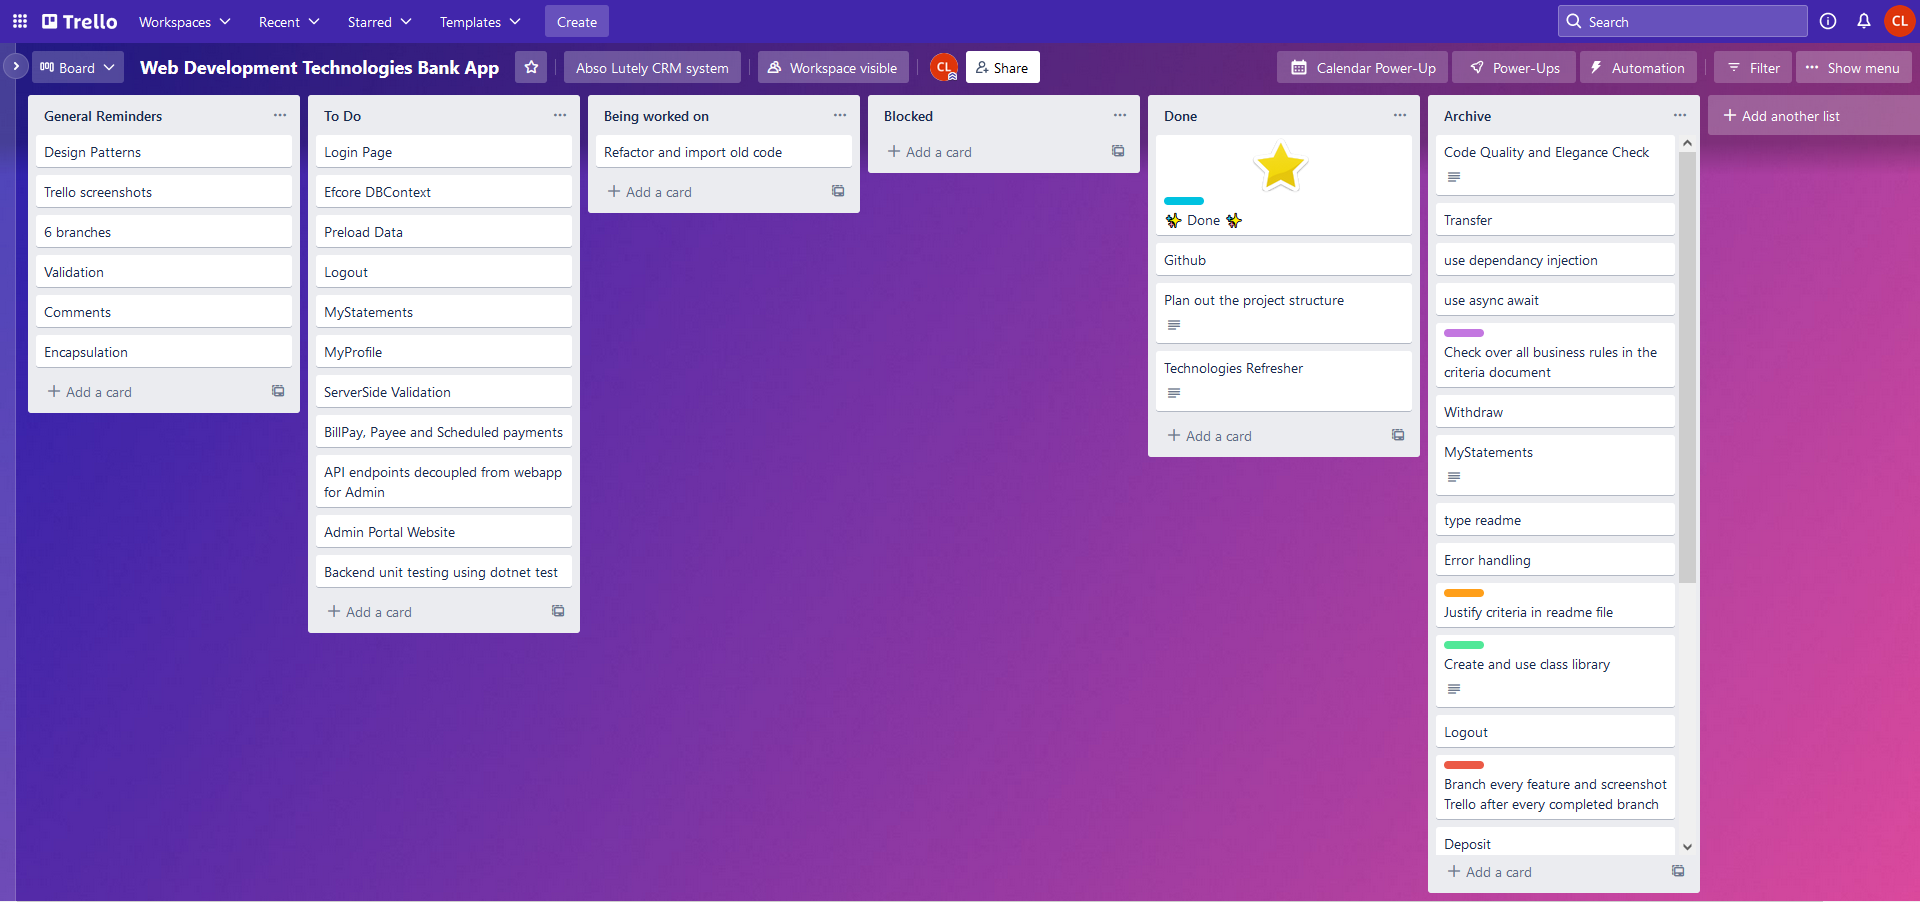 Trello
Workspaces
Recent
Starred
Templates
Create
Search
CL
Board
Web Development Technologies Bank App
Abso Lutely CRM system
Workspace visible
CL
Share
Calendar Power-Up
Power-Ups
Automation
Filter
Show menu
General Reminders
Design Patterns
Trello screenshots
6 branches
Validation
Comments
Encapsulation
Add a card
To Do
Login Page
Efcore DBContext
Preload Data
Logout
MyStatements
MyProfile
ServerSide Validation
BillPay, Payee and Scheduled payments
API endpoints decoupled from webapp
for Admin
Admin Portal Website
Backend unit testing using dotnet test
Add a card
Being worked on
Refactor and import old code
Add a card
Blocked
Add a card
Done
✨ Done ✨
Github
Plan out the project structure
Technologies Refresher
Add a card
Archive
Code Quality and Elegance Check
Transfer
use dependancy injection
use async await
Check over all business rules in the
criteria document
Withdraw
MyStatements
type readme
Error handling
Justify criteria in readme file
Create and use class library
Logout
Branch every feature and screenshot
Trello after every completed branch
Deposit
Add a card
Add another list